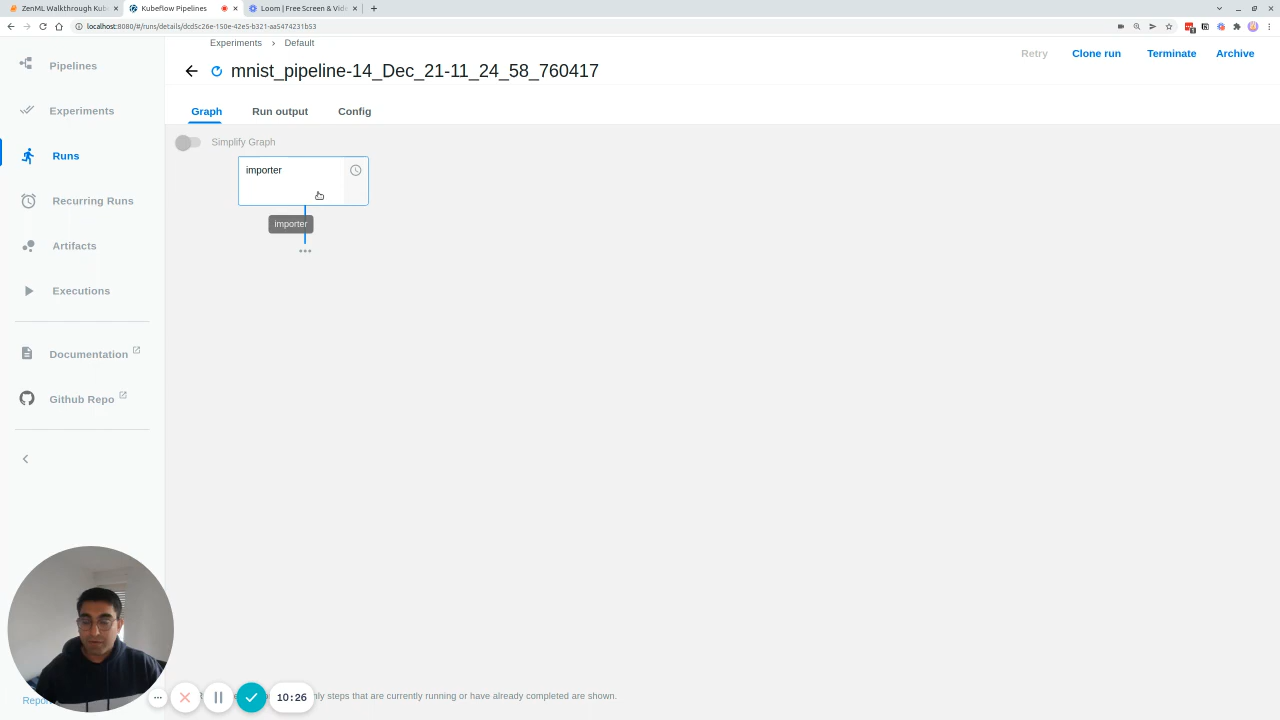 ZenML Walkthrough Kub
Kubeflow Pipelines
Loom | Free Screen & Vid
localhost:8080/#/runs/details/dcd5c26e-150e-42e5-b321-aa5474231b53
Experiments > Default
mnist_pipeline-14_Dec_21-11_24_58_760417
Retry
Clone run
Terminate
Archive
Graph
Run output
Config
Simplify Graph
Pipelines
Experiments
Runs
Recurring Runs
Artifacts
Executions
Documentation
Github Repo
importer
importer
only steps that are currently running or have already completed are shown.
Repor
10:26